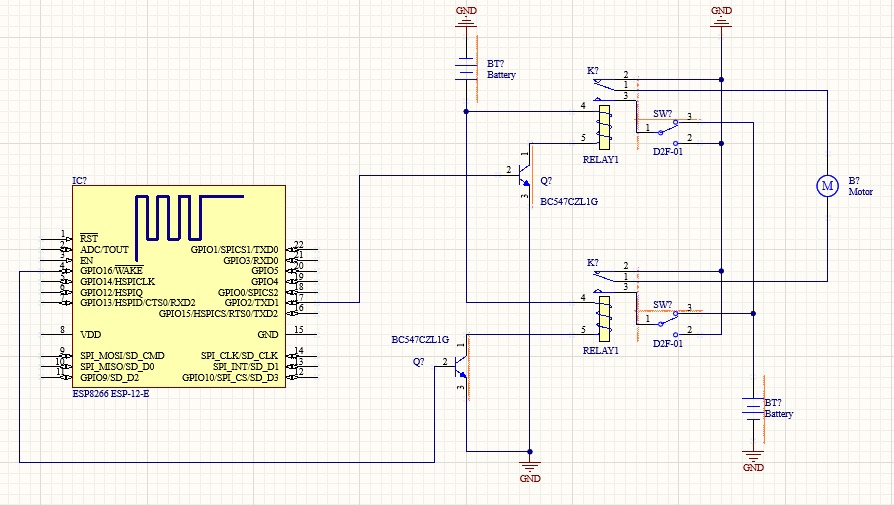 GND
GND
BT?
Battery
K?
2
1
3
4
SW?
3
1
5
2
RELAY1
D2F-01
1
2
Q?
3
BC547CZL1G
M
B?
Motor
IC?
1
RST
2
ADC/TOUT
3
EN
4
GPIO16/WAKE
5
GPIO14/HSPICLK
6
GPIO12/HSPIQ
7
GPIO13/HSPID/CTS0/RXD2
8
VDD
9
SPI_MOSI/SD_CMD
10
SPI_MISO/SD_D0
11
GPIO9/SD_D2
GPIO1/SPICS1/TXD0
22
GPIO3/RXD0
21
GPIO5
20
GPIO4
19
GPIO0/SPICS2
18
GPIO2/TXD1
17
GPIO15/HSPICS/RTS0/TXD2
16
GND
15
SPI_CLK/SD_CLK
14
SPI_INT/SD_D1
13
GPIO10/SPI_CS/SD_D3
12
ESP8266 ESP-12-E
K?
2
1
3
4
SW?
3
1
5
2
RELAY1
D2F-01
BC547CZL1G
1
Q?
2
3
GND
BT?
Battery
GND